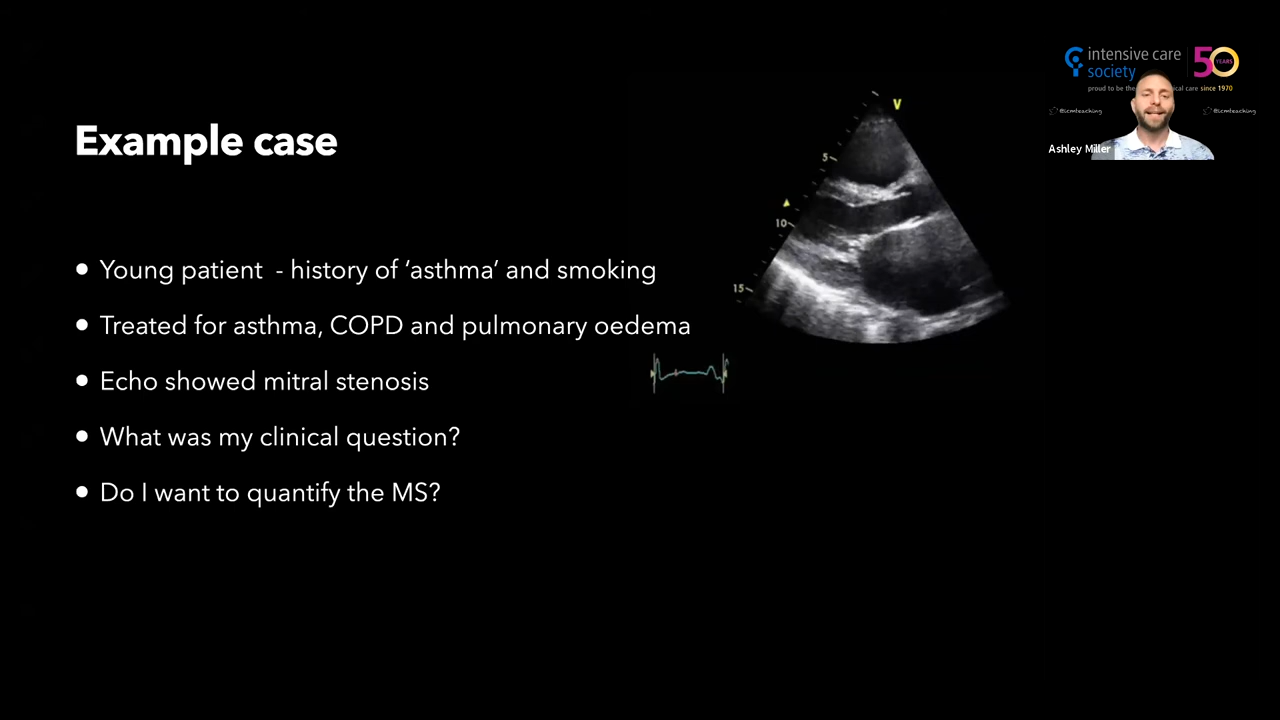 intensive care
society
50
YEARS
since 1970
@icmteaching
@icmteaching
Ashley Miller
Example case
V
5
10
15
• Young patient - history of ‘asthma’ and smoking
• Treated for asthma, COPD and pulmonary oedema
• Echo showed mitral stenosis
• What was my clinical question?
• Do I want to quantify the MS?